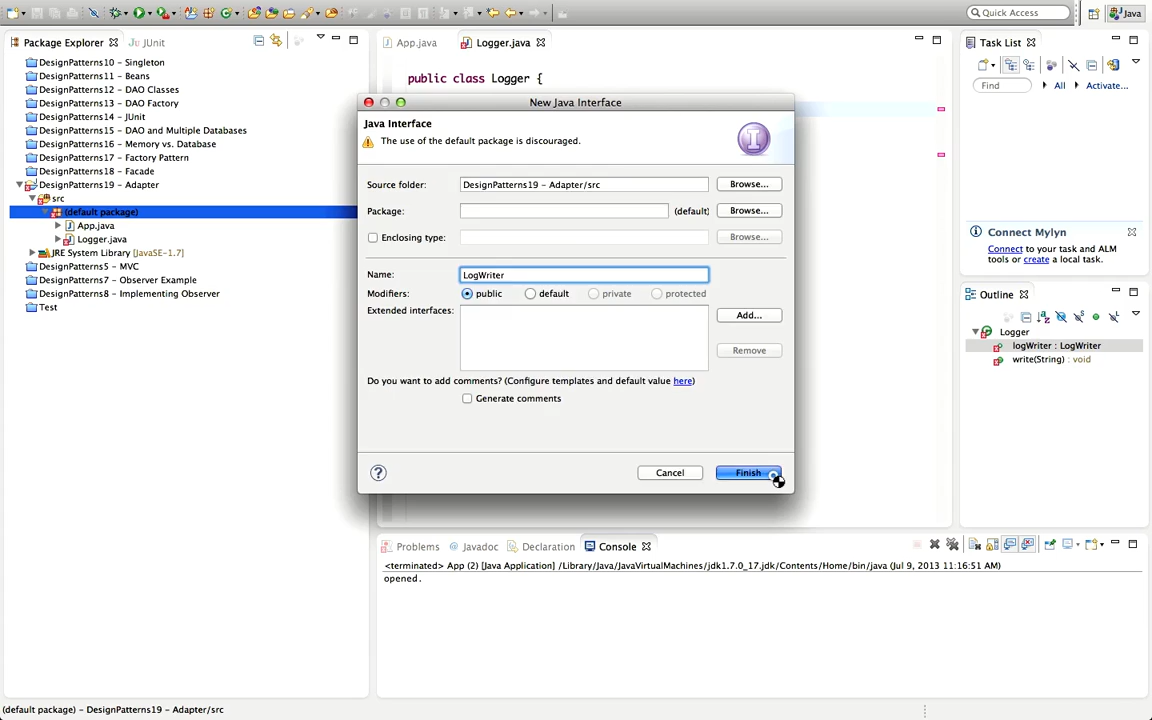 Quick Access
Java
Package Explorer
JUnit
DesignPatterns10 - Singleton
DesignPatterns11 - Beans
DesignPatterns12 - DAO Classes
DesignPatterns13 - DAO Factory
DesignPatterns14 - JUnit
DesignPatterns15 - DAO and Multiple Databases
DesignPatterns16 - Memory vs. Database
DesignPatterns17 - Factory Pattern
DesignPatterns18 - Facade
DesignPatterns19 - Adapter
src
(default package)
App.java
Logger.java
JRE System Library [JavaSE-1.7]
DesignPatterns5 - MVC
DesignPatterns7 - Observer Example
DesignPatterns8 - Implementing Observer
Test
App.java
Logger.java
public class Logger {
New Java Interface
Java Interface
The use of the default package is discouraged.
Source folder:
DesignPatterns19 - Adapter/src
Browse...
Package:
(default)
Browse...
Enclosing type:
Browse...
Name:
LogWriter
Modifiers:
public
default
private
protected
Extended interfaces:
Add...
Remove
Do you want to add comments? (Configure templates and default value here)
Generate comments
Cancel
Finish
Task List
Find
All
Activate...
Connect Mylyn
Connect to your task and ALM
tools or create a local task.
Outline
Logger
logWriter : LogWriter
write(String) : void
Problems
Javadoc
Declaration
Console
<terminated> App (2) [Java Application] /Library/Java/JavaVirtualMachines/jdk1.7.0_17.jdk/Contents/Home/bin/java (Jul 9, 2013 11:16:51 AM)
opened.
(default package) - DesignPatterns19 - Adapter/src